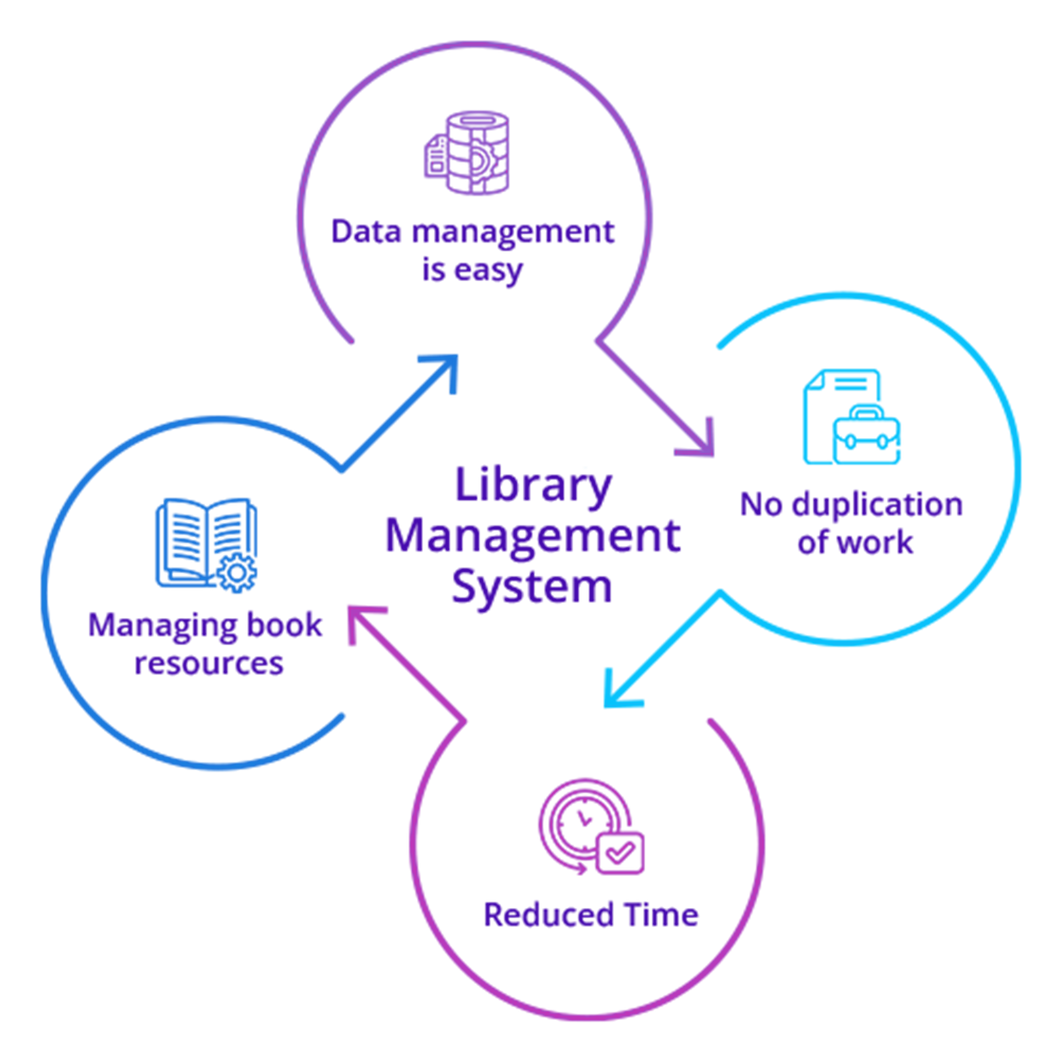 Data management
is easy
No duplication
of work
Library
Management
System
Managing book
resources
Reduced Time